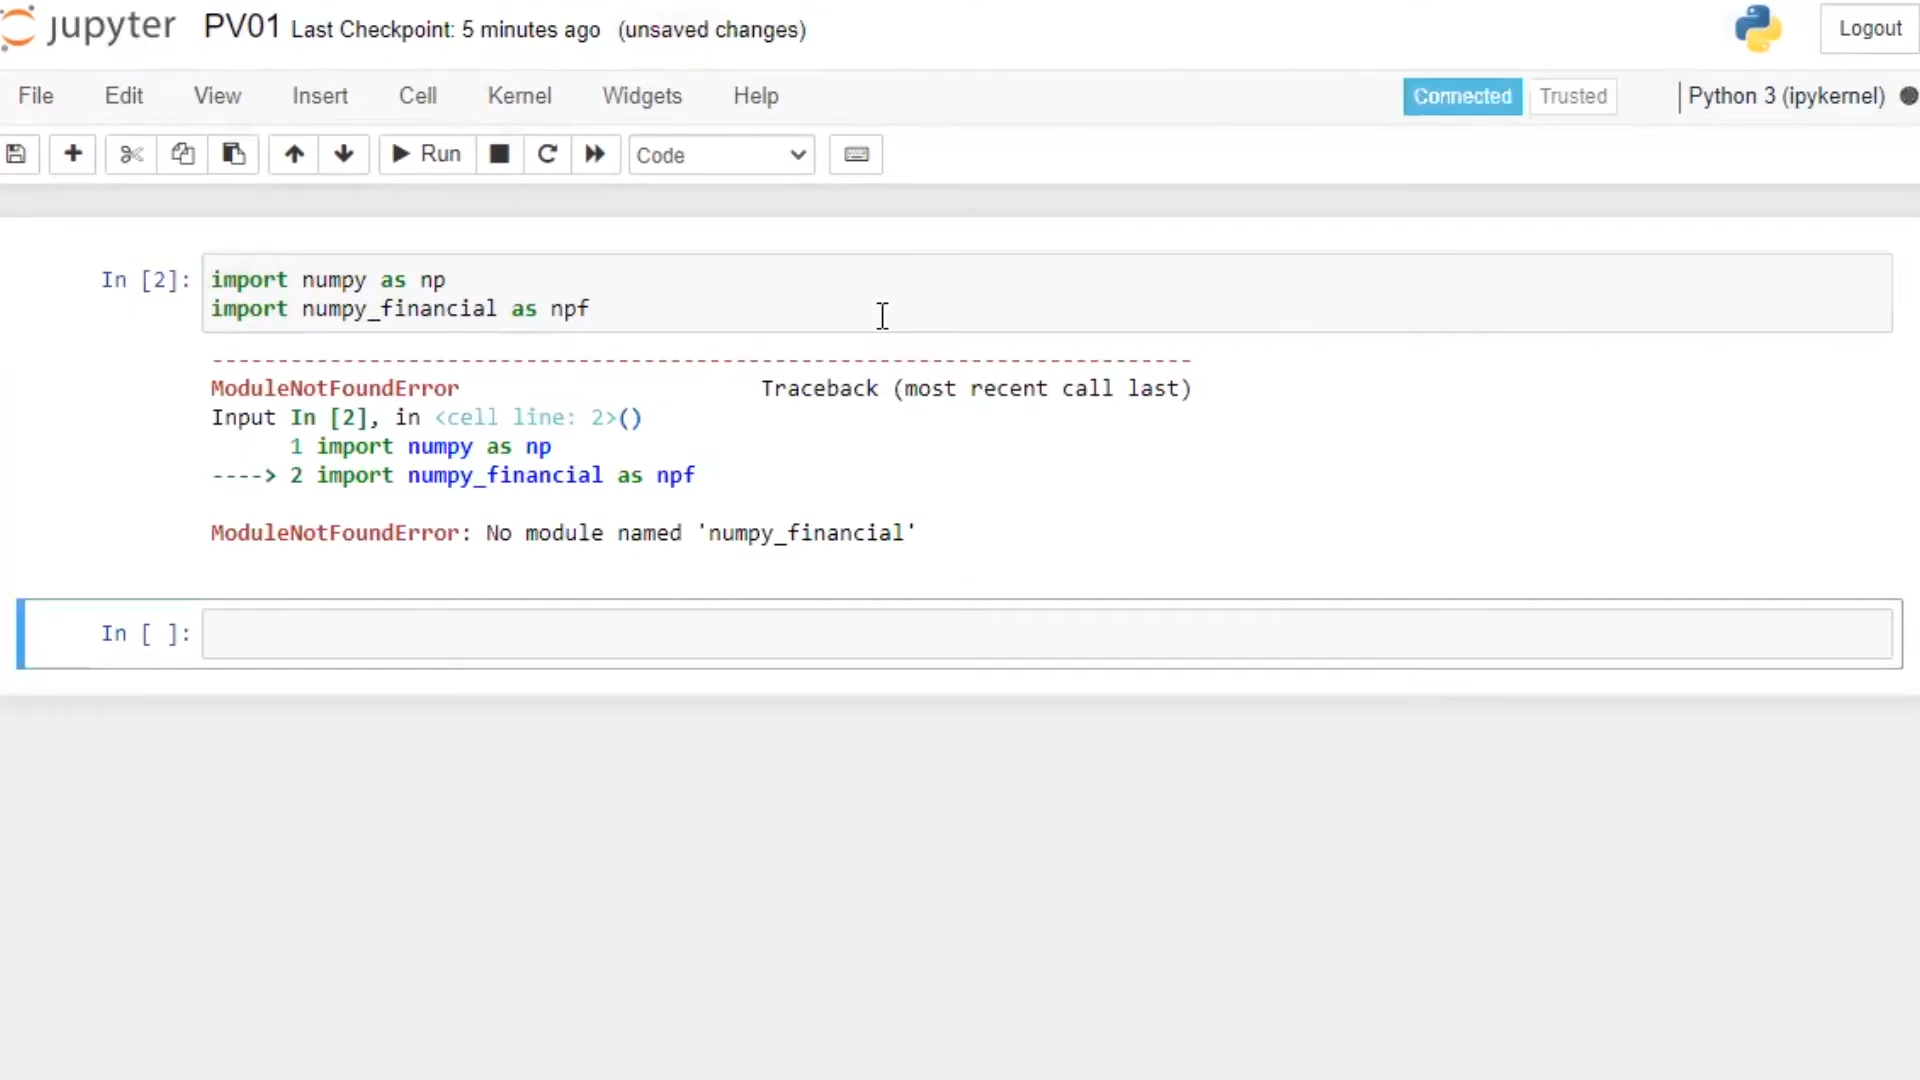 jupyter PV01 Last Checkpoint: 5 minutes ago (unsaved changes) Logout
File Edit View Insert Cell Kernel Widgets Help Connected Trusted Python 3 (ipykernel)
Run Code
In [2]: import numpy as np
import numpy_financial as npf
---------------------------------------------------------------------------
ModuleNotFoundError Traceback (most recent call last)
Input In [2], in <cell line: 2>()
1 import numpy as np
----> 2 import numpy_financial as npf
ModuleNotFoundError: No module named 'numpy_financial'
In [ ]: